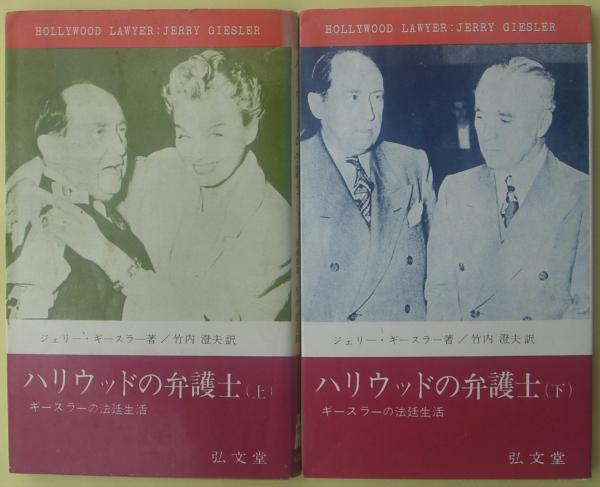 HOLLYWOOD LAWYER: JERRY GIESLER
ジェリー・ギースラー著／竹内 澄夫訳
ハリウッドの弁護士(上)
ギースラーの法廷生活
弘文堂
HOLLYWOOD LAWYER: JERRY GIESLER
ジェリー・ギースラー著／竹内 澄夫訳
ハリウッドの弁護士(下)
ギースラーの法廷生活
弘文堂